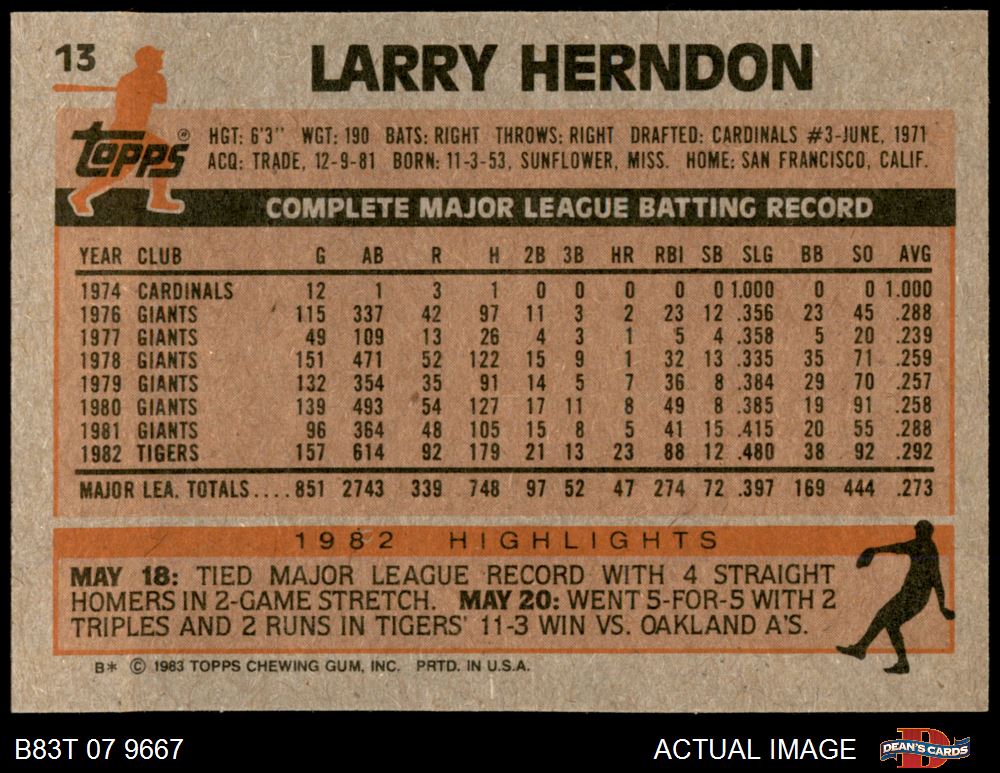 13
LARRY HERNDON
Topps®
HGT: 6'3" WGT: 190 BATS: RIGHT THROWS: RIGHT DRAFTED: CARDINALS #3-JUNE, 1971
ACQ: TRADE, 12-9-81 BORN: 11-3-53, SUNFLOWER, MISS. HOME: SAN FRANCISCO, CALIF.
COMPLETE MAJOR LEAGUE BATTING RECORD
YEAR CLUB G AB R H 2B 3B HR RBI SB SLG BB SO AVG
1974 CARDINALS 12 1 3 1 0 0 0 0 0 1.000 0 0 1.000
1976 GIANTS 115 337 42 97 11 3 2 23 12 .356 23 45 .288
1977 GIANTS 49 109 13 26 4 3 1 5 4 .358 5 20 .239
1978 GIANTS 151 471 52 122 15 9 1 32 13 .335 35 71 .259
1979 GIANTS 132 354 35 91 14 5 7 36 8 .384 29 70 .257
1980 GIANTS 139 493 54 127 17 11 8 49 8 .385 19 91 .258
1981 GIANTS 96 364 48 105 15 8 5 41 15 .415 20 55 .288
1982 TIGERS 157 614 92 179 21 13 23 88 12 .480 38 92 .292
MAJOR LEA. TOTALS....851 2743 339 748 97 52 47 274 72 .397 169 444 .273
1982 HIGHLIGHTS
MAY 18: TIED MAJOR LEAGUE RECORD WITH 4 STRAIGHT
HOMERS IN 2-GAME STRETCH. MAY 20: WENT 5-FOR-5 WITH 2
TRIPLES AND 2 RUNS IN TIGERS' 11-3 WIN VS. OAKLAND A'S.
B* © 1983 TOPPS CHEWING GUM, INC. PRTD. IN U.S.A.
B83T 07 9667
ACTUAL IMAGE
DEAN'S CARDS